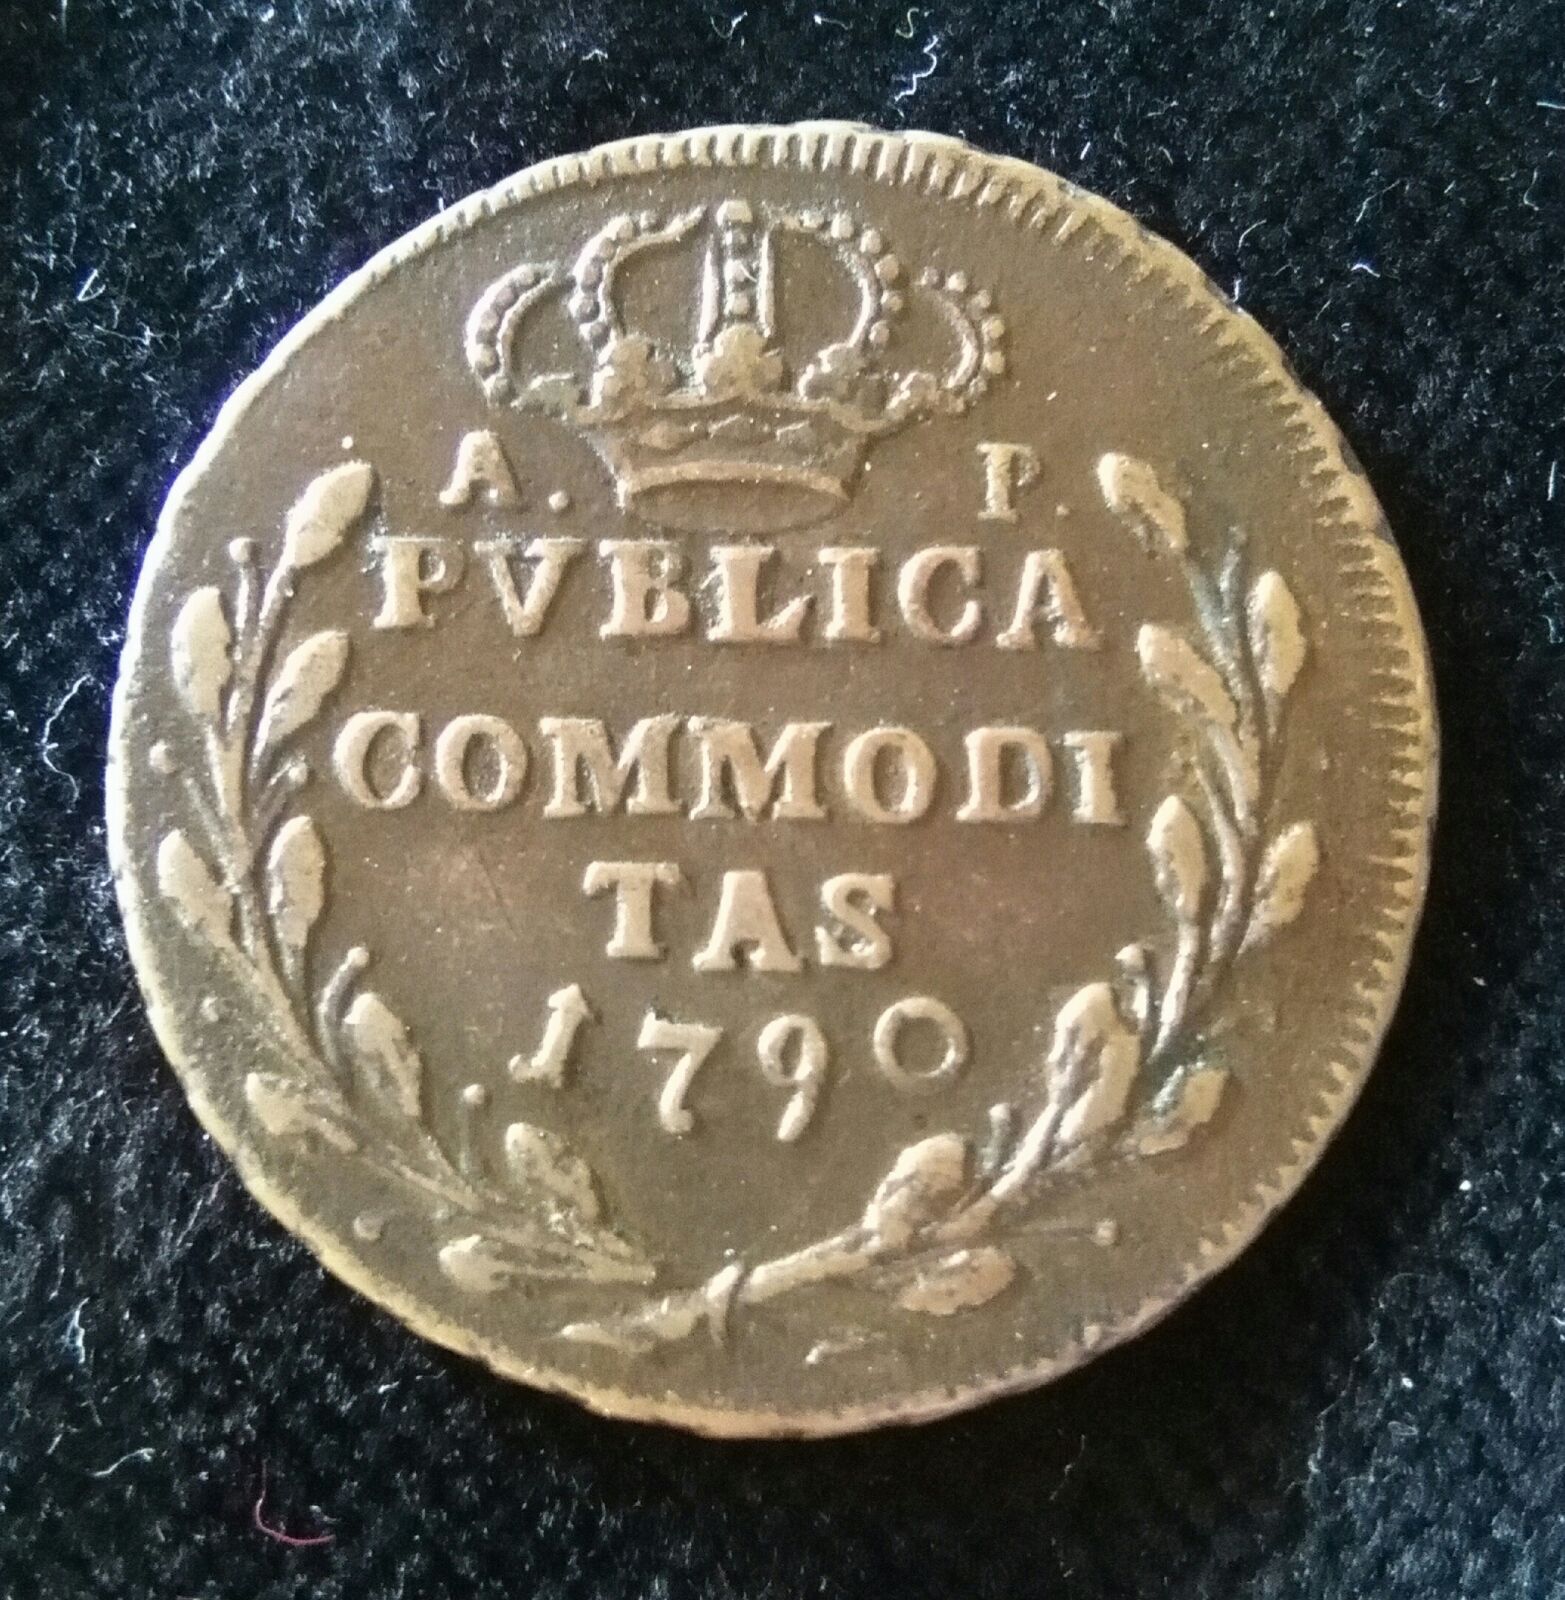 A. P.
PVBLICA
COMMODI
TAS
1790